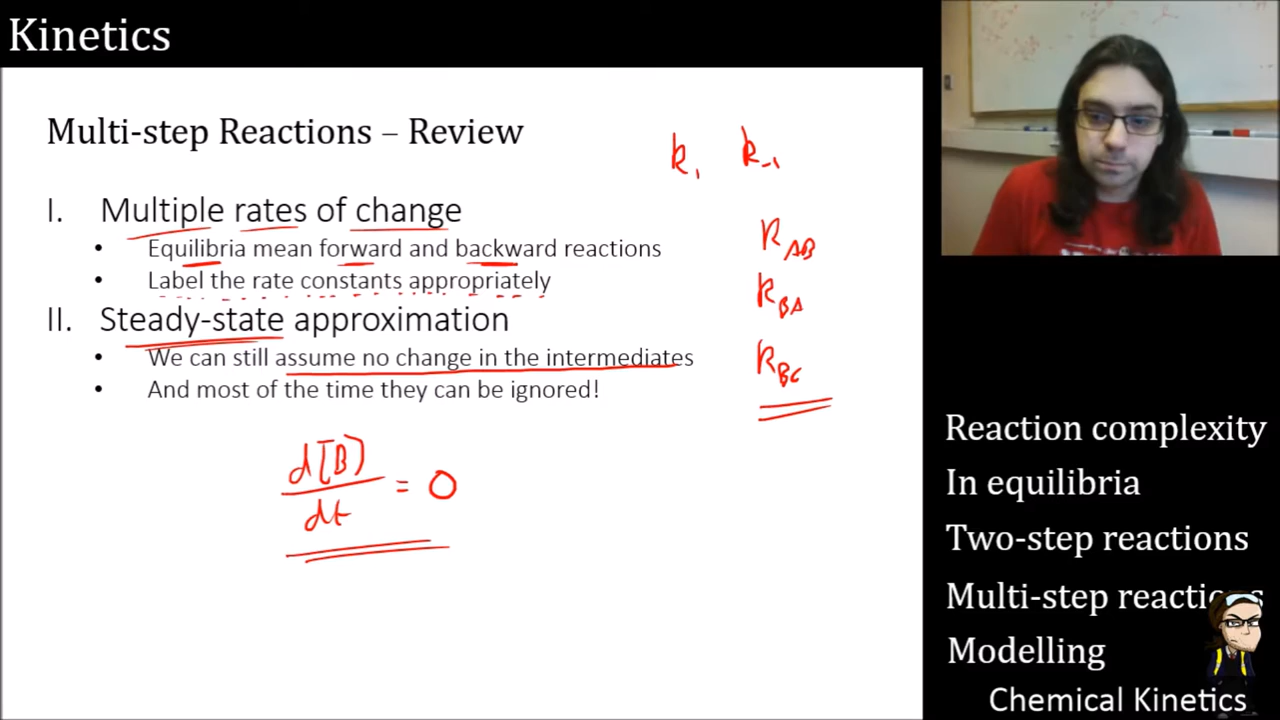 Kinetics
Multi-step Reactions – Review
I. Multiple rates of change
• Equilibria mean forward and backward reactions
• Label the rate constants appropriately
II. Steady-state approximation
• We can still assume no change in the intermediates
• And most of the time they can be ignored!
d[B]
dt
= 0
k₁ k₋₁
k_AB
k_BA
k_BC
Reaction complexity
In equilibria
Two-step reactions
Multi-step reactions
Modelling
Chemical Kinetics